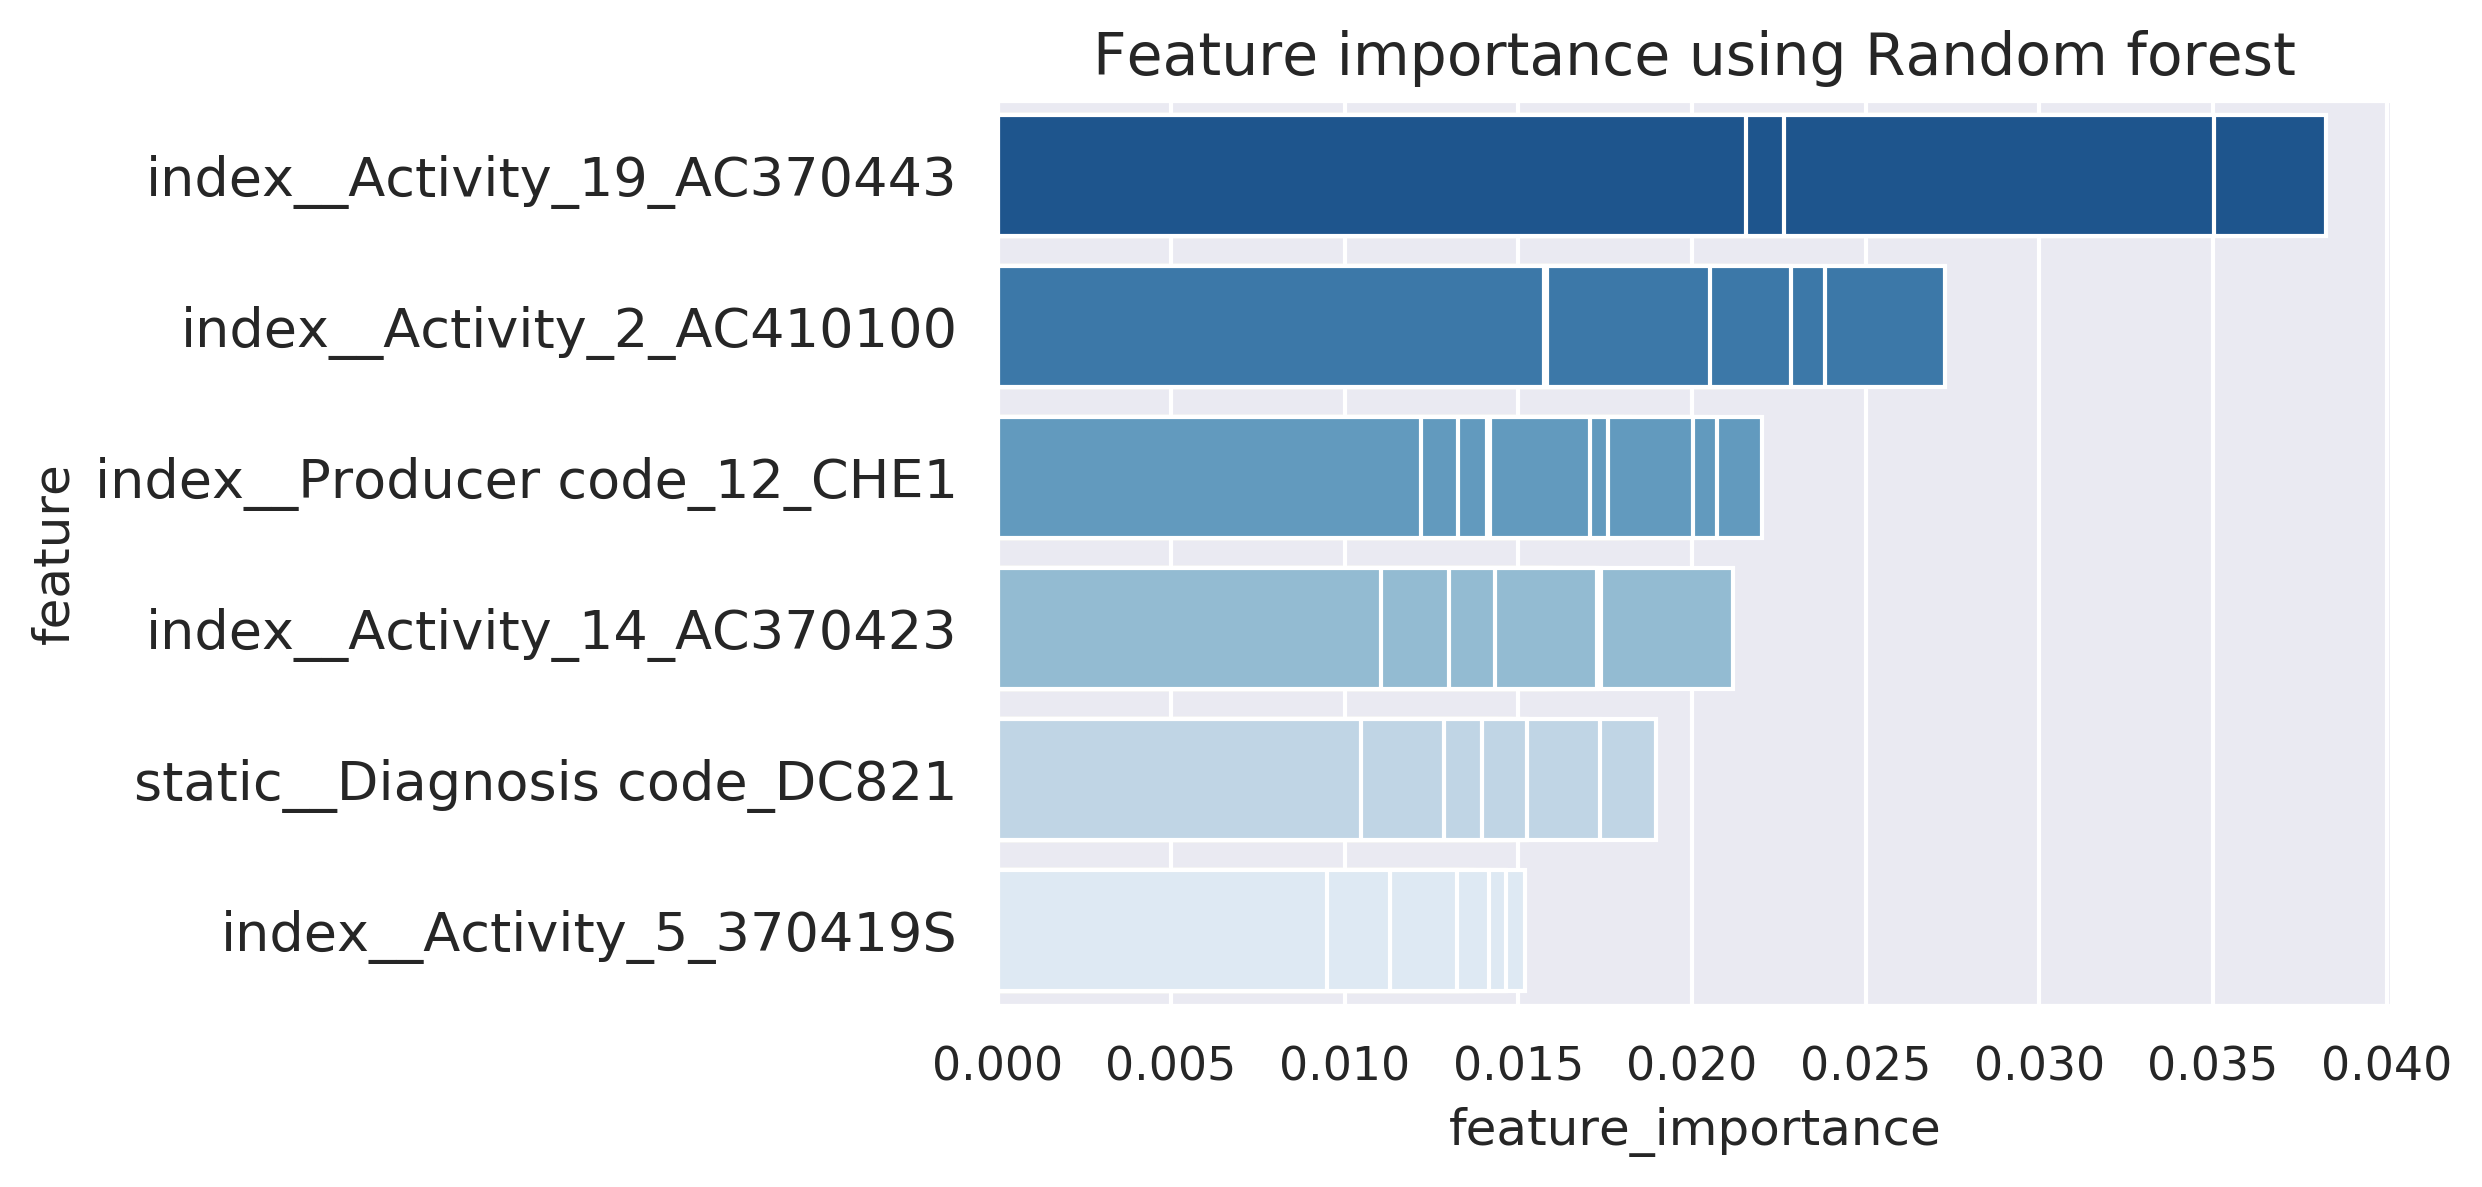 Feature importance using Random forest
index__Activity_19_AC370443
index__Activity_2_AC410100
index__Producer code_12_CHE1
index__Activity_14_AC370423
static__Diagnosis code_DC821
index__Activity_5_370419S
feature
0.000 0.005 0.010 0.015 0.020 0.025 0.030 0.035 0.040
feature_importance